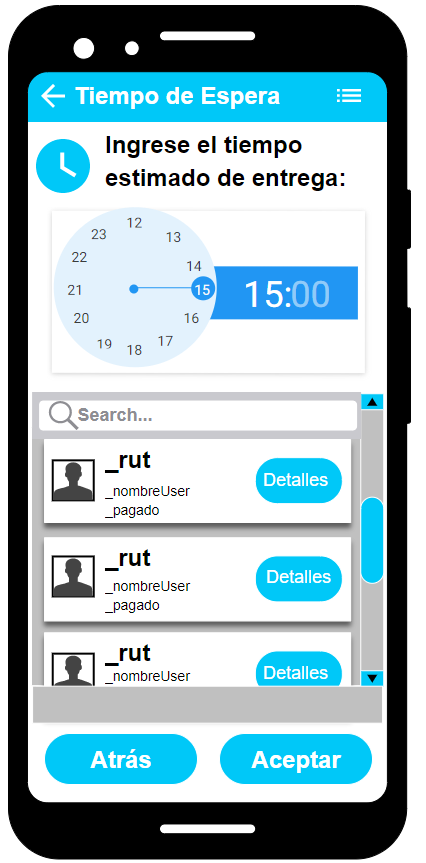 Tiempo de Espera
Ingrese el tiempo
estimado de entrega:
12
13
14
15
16
17
18
19
20
21
22
23
15:00
Search...
_rut
_nombreUser
_pagado
Detalles
_rut
_nombreUser
_pagado
Detalles
_rut
_nombreUser
Detalles
Atrás
Aceptar